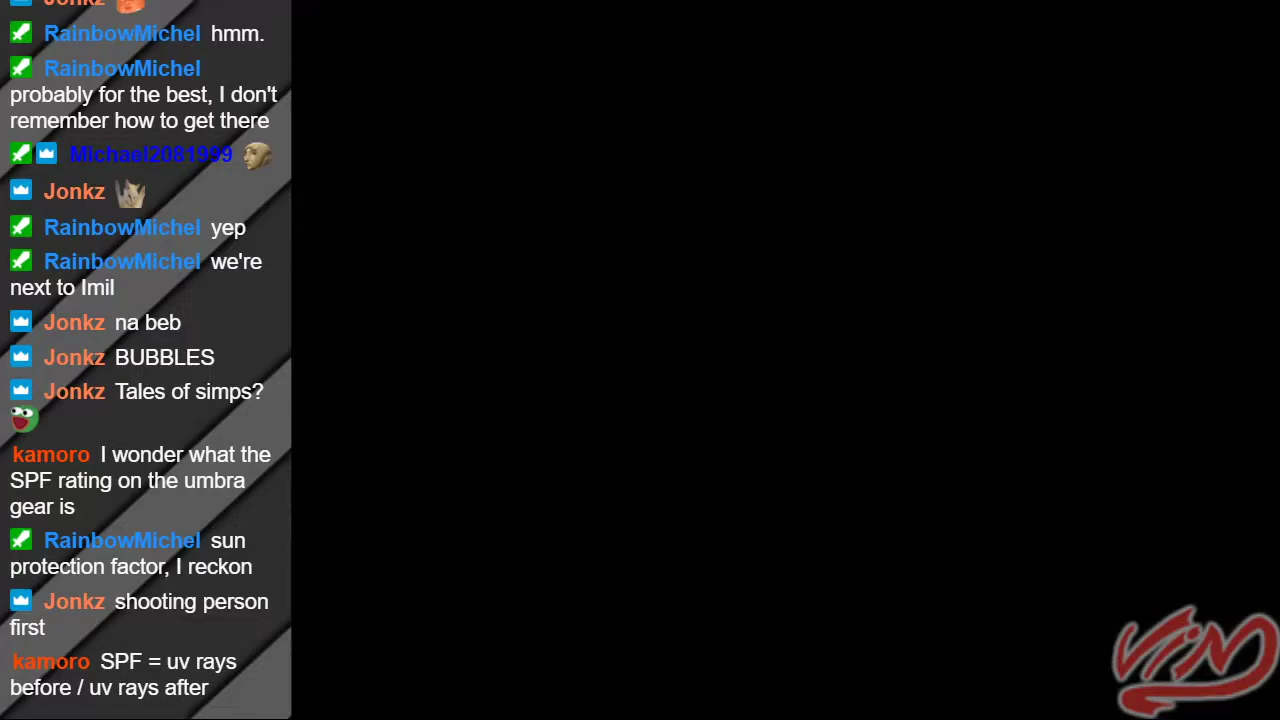 Jonkz
RainbowMichel hmm.
RainbowMichel
probably for the best, I don't
remember how to get there
Michael2081999
Jonkz
RainbowMichel yep
RainbowMichel we're
next to Imil
Jonkz na beb
Jonkz BUBBLES
Jonkz Tales of simps?
kamoro I wonder what the
SPF rating on the umbra
gear is
RainbowMichel sun
protection factor, I reckon
Jonkz shooting person
first
kamoro SPF = uv rays
before / uv rays after
VIM